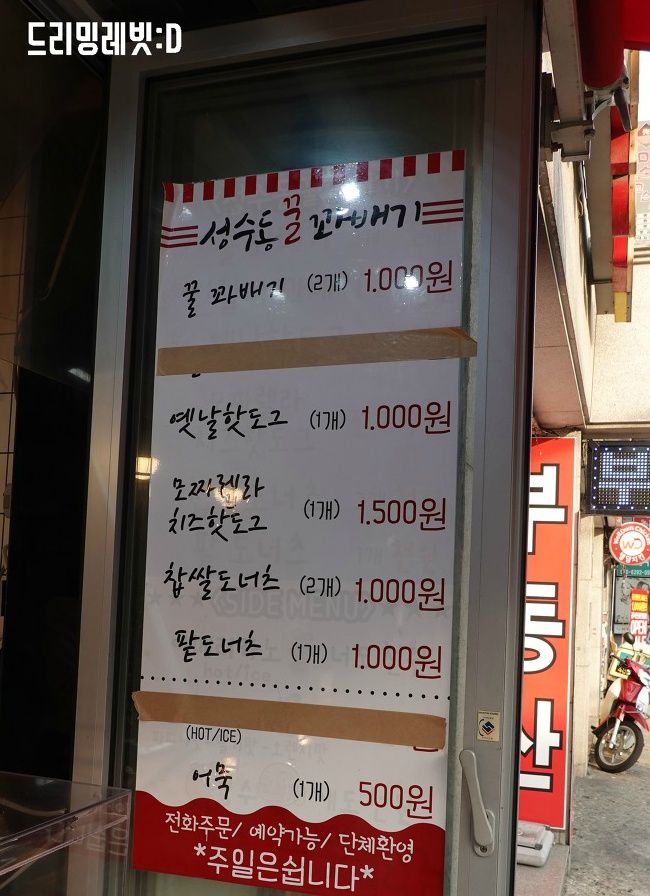 드리밍레빗:D
성수동 꿀 꽈배기
꿀 꽈배기 (2개) 1.000원
옛날핫도그 (1개) 1.000원
모짜렐라
치즈핫도그 (1개) 1.500원
찹쌀도너츠 (2개) 1.000원
팥도너츠 (1개) 1.000원
(HOT/ICE)
어묵 (1개) 500원
전화주문/ 예약가능/ 단체환영
*주일은쉽니다*
부동산